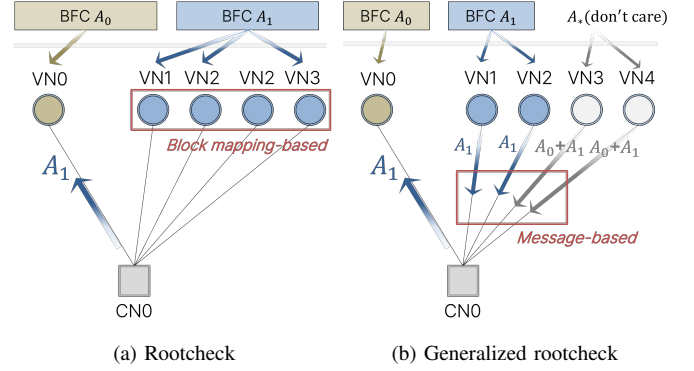 BFC A₀
BFC A₁
VN0
VN1
VN2
VN2
VN3
Block mapping-based
A₁
CN0
(a) Rootcheck
BFC A₀
BFC A₁
A∗(don't care)
VN0
VN1
VN2
VN3
VN4
A₁
A₁
A₀+A₁
A₀+A₁
A₁
Message-based
CN0
(b) Generalized rootcheck